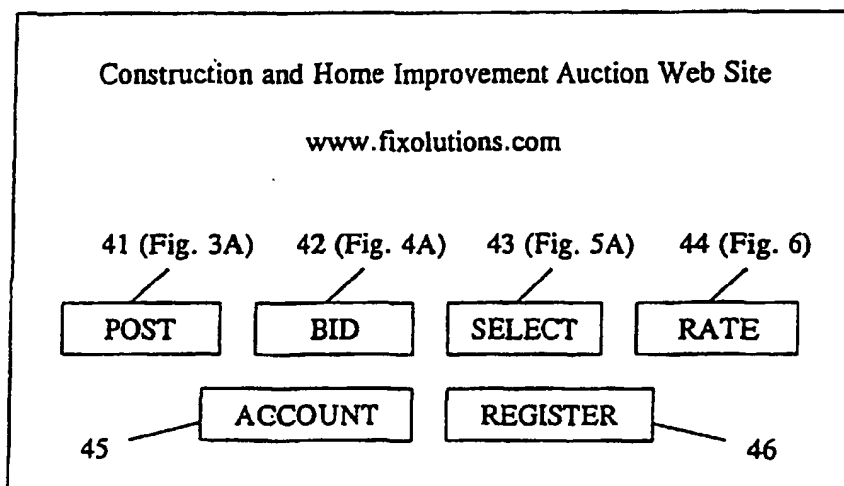 Construction and Home Improvement Auction Web Site
www.fixolutions.com
41 (Fig. 3A) 42 (Fig. 4A) 43 (Fig. 5A) 44 (Fig. 6)
POST BID SELECT RATE
ACCOUNT REGISTER
45 46